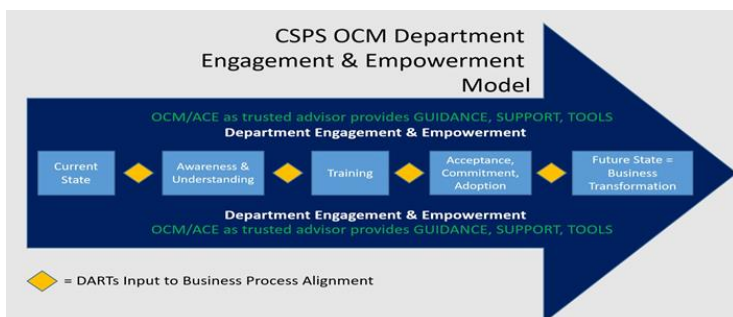 CSPS OCM Department
Engagement & Empowerment
Model
OCM/ACE as trusted advisor provides GUIDANCE, SUPPORT, TOOLS
Department Engagement & Empowerment
Current
State
Awareness &
Understanding
Training
Acceptance,
Commitment,
Adoption
Future State =
Business
Transformation
Department Engagement & Empowerment
OCM/ACE as trusted advisor provides GUIDANCE, SUPPORT, TOOLS
= DARTs Input to Business Process Alignment